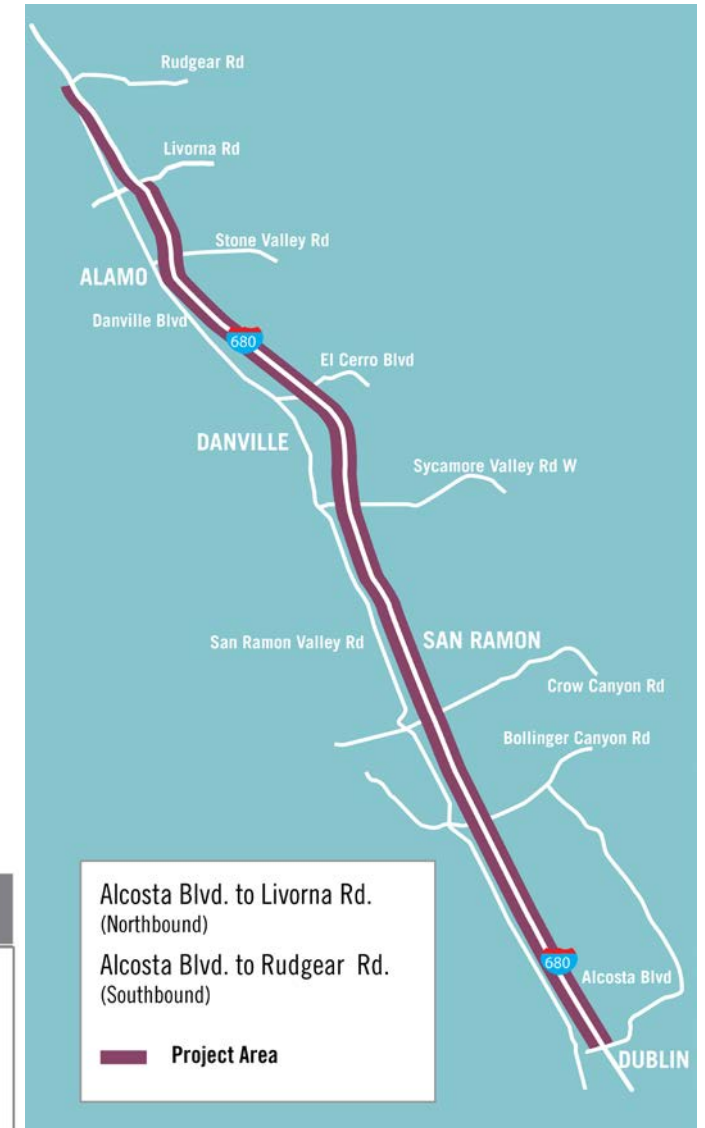 Rudgear Rd
Livorna Rd
Stone Valley Rd
ALAMO
Danville Blvd
680
El Cerro Blvd
DANVILLE
Sycamore Valley Rd W
San Ramon Valley Rd
SAN RAMON
Crow Canyon Rd
Bollinger Canyon Rd
680
Alcosta Blvd
DUBLIN
Alcosta Blvd. to Livorna Rd.
(Northbound)
Alcosta Blvd. to Rudgear Rd.
(Southbound)
Project Area